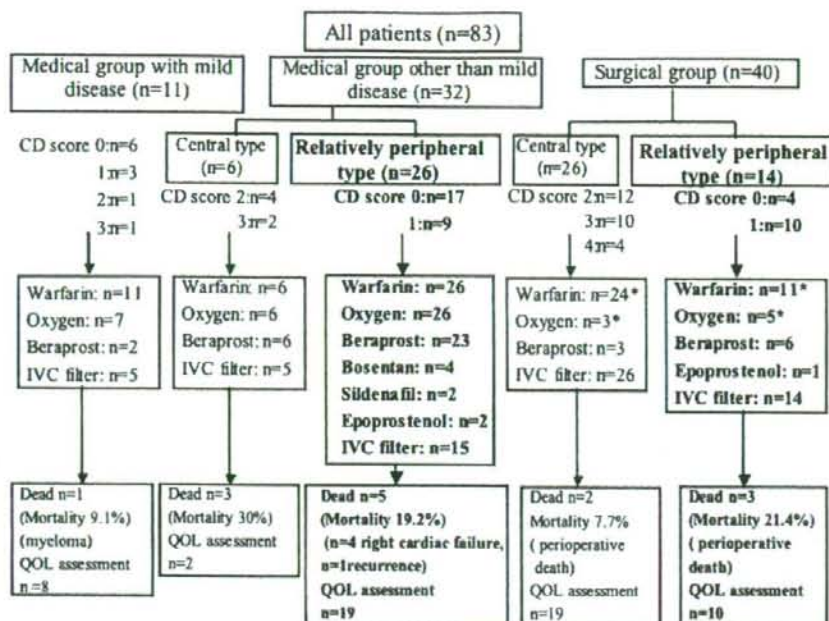 All patients (n=83)
Medical group with mild
disease (n=11)
Medical group other than mild
disease (n=32)
Surgical group (n=40)
CD score 0:n=6
1:n=3
2:n=1
3:n=1
Central type
(n=6)
CD score 2:n=4
3:n=2
Relatively peripheral
type (n=26)
CD score 0:n=17
1:n=9
Central type
(n=26)
CD score 2:n=12
3:n=10
4:n=4
Relatively peripheral
type (n=14)
CD score 0:n=4
1:n=10
Warfarin: n=11
Oxygen: n=7
Beraprost: n=2
IVC filter: n=5
Warfarin: n=6
Oxygen: n=6
Beraprost: n=6
IVC filter: n=5
Warfarin: n=26
Oxygen: n=26
Beraprost: n=23
Bosentan: n=4
Sildenafil: n=2
Epoprostenol: n=2
IVC filter: n=15
Warfarin: n=24*
Oxygen: n=3*
Beraprost: n=3
IVC filter: n=26
Warfarin: n=11*
Oxygen: n=5*
Beraprost: n=6
Epoprostenol: n=1
IVC filter: n=14
Dead n=1
(Mortality 9.1%)
(myeloma)
QOL assessment
n =8
Dead n=3
(Mortality 30%)
QOL assessment
n=2
Dead n=5
(Mortality 19.2%)
(n=4 right cardiac failure,
n=1recurrence)
QOL assessment
n=19
Dead n=2
Mortality 7.7%
( perioperative
death)
QOL assessment
n=19
Dead n=3
(Mortality 21.4%)
( perioperative
death)
QOL assessment
n=10